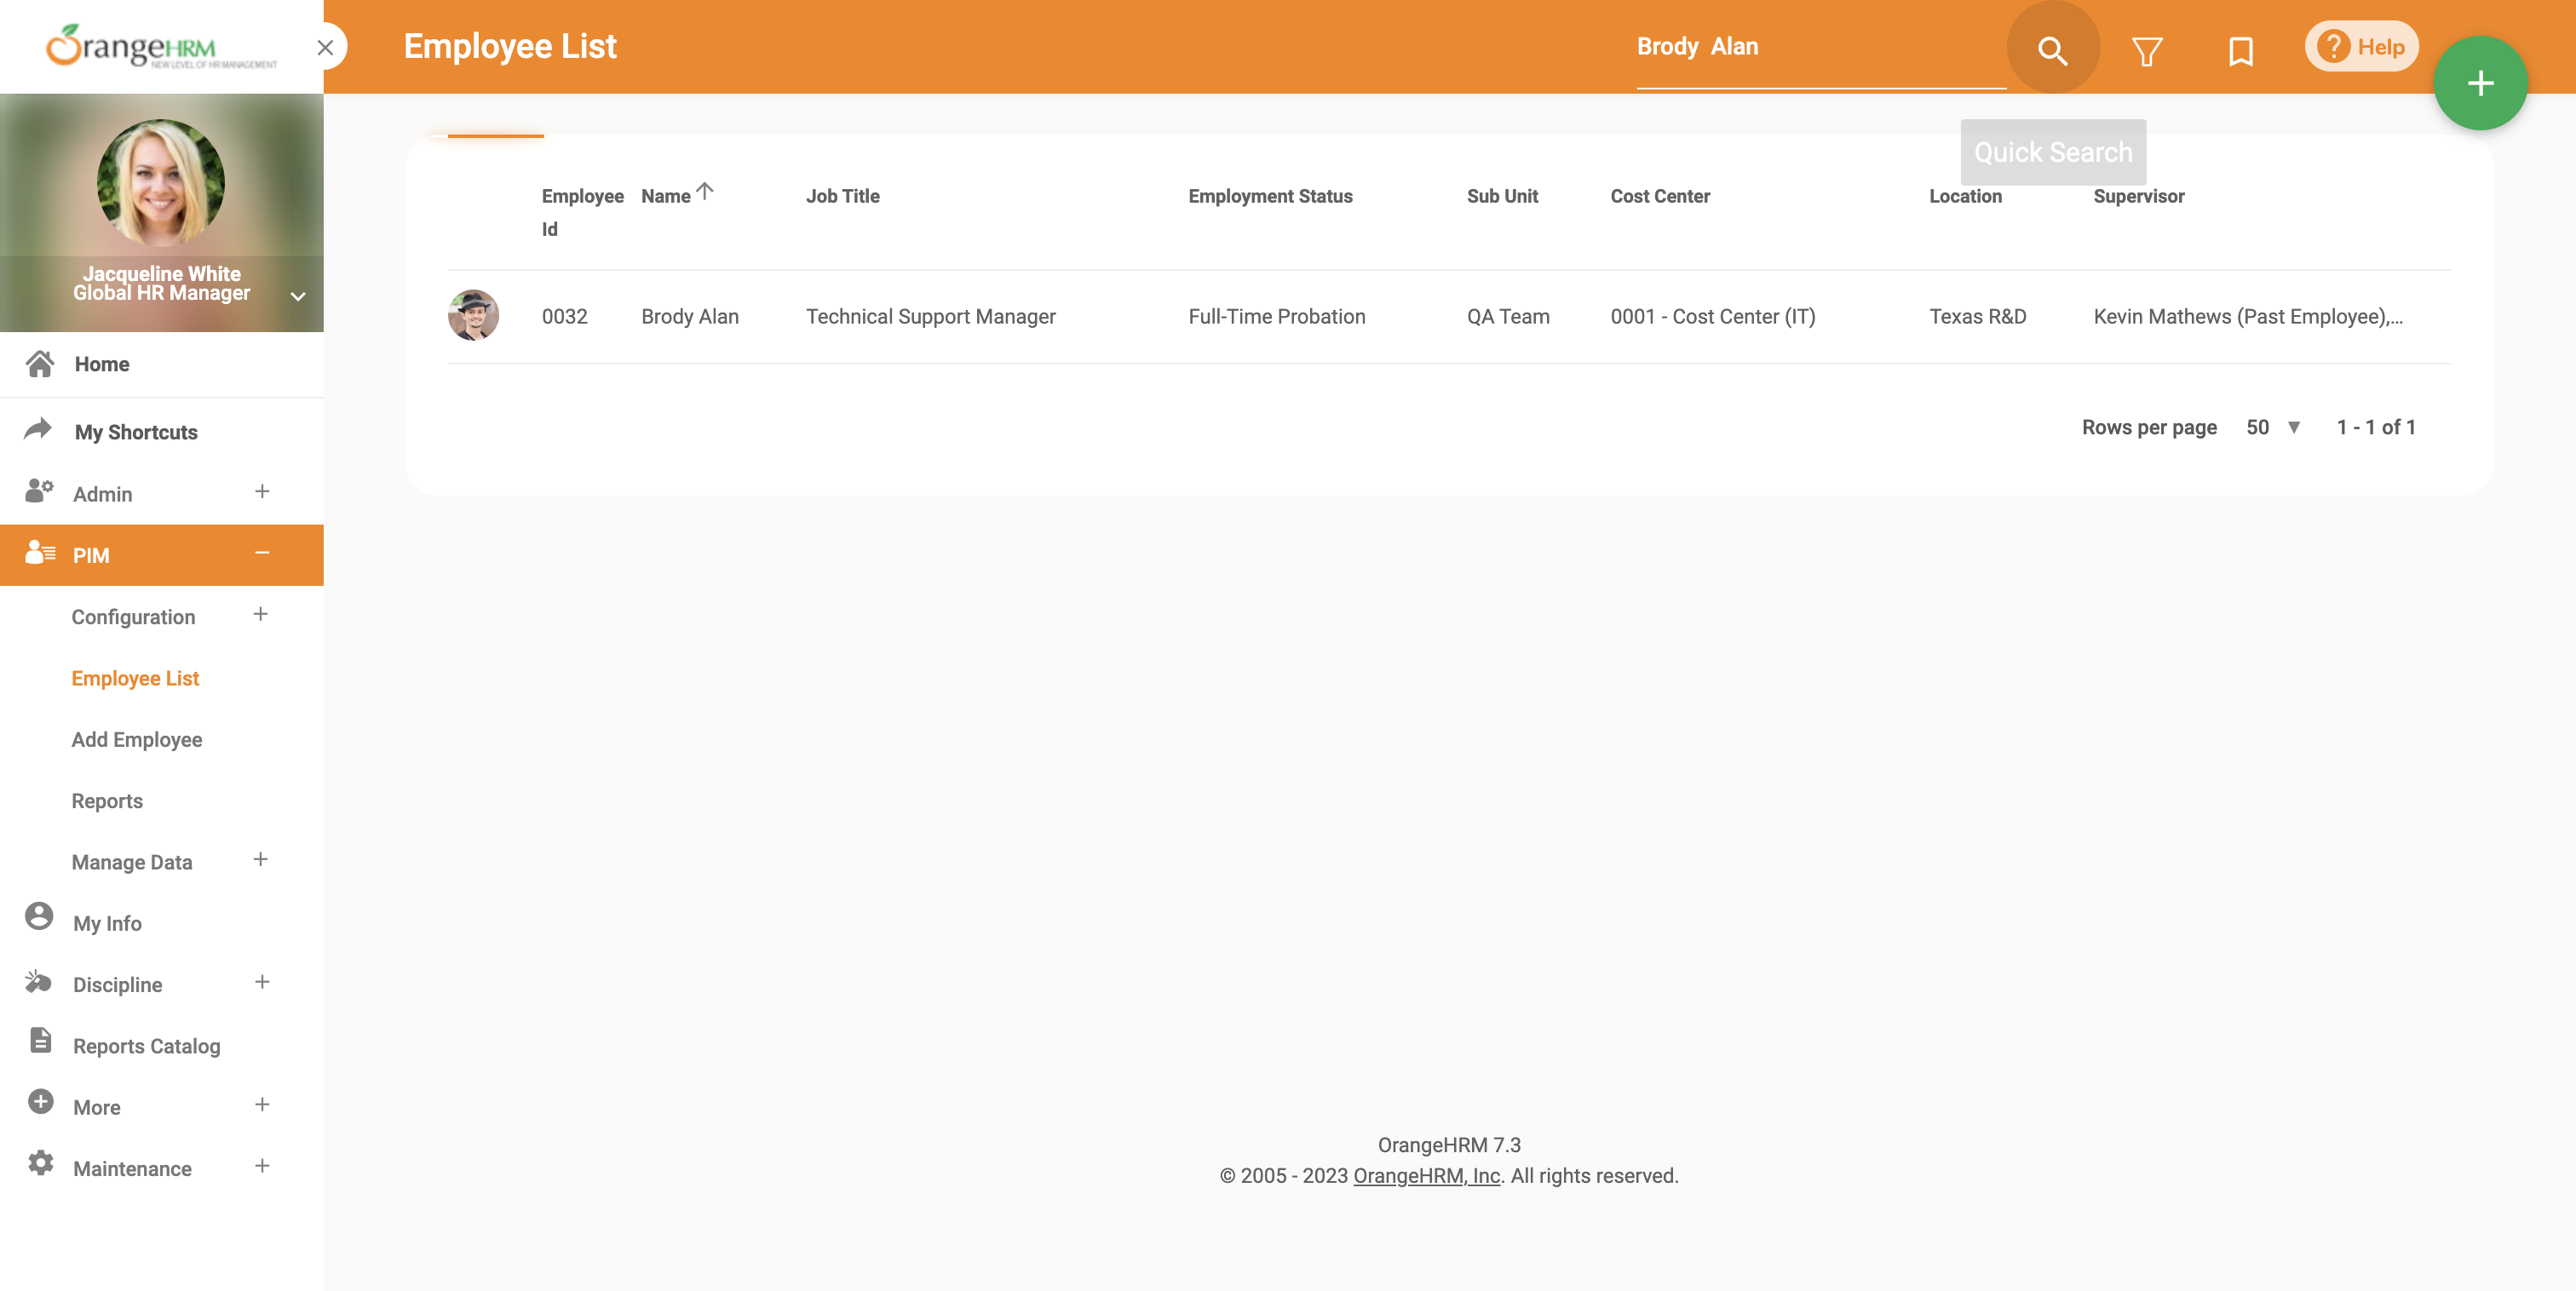 OrangeHRM
NEW LEVEL OF HR MANAGEMENT
Employee List
Brody  Alan
Help
Quick Search
Jacqueline White
Global HR Manager
Home
My Shortcuts
Admin
PIM
Configuration
Employee List
Add Employee
Reports
Manage Data
My Info
Discipline
Reports Catalog
More
Maintenance
Employee Id Name Job Title Employment Status Sub Unit Cost Center Location Supervisor
0032 Brody Alan Technical Support Manager Full-Time Probation QA Team 0001 - Cost Center (IT) Texas R&D Kevin Mathews (Past Employee),...
Rows per page 50 1 - 1 of 1
OrangeHRM 7.3
© 2005 - 2023 OrangeHRM, Inc. All rights reserved.